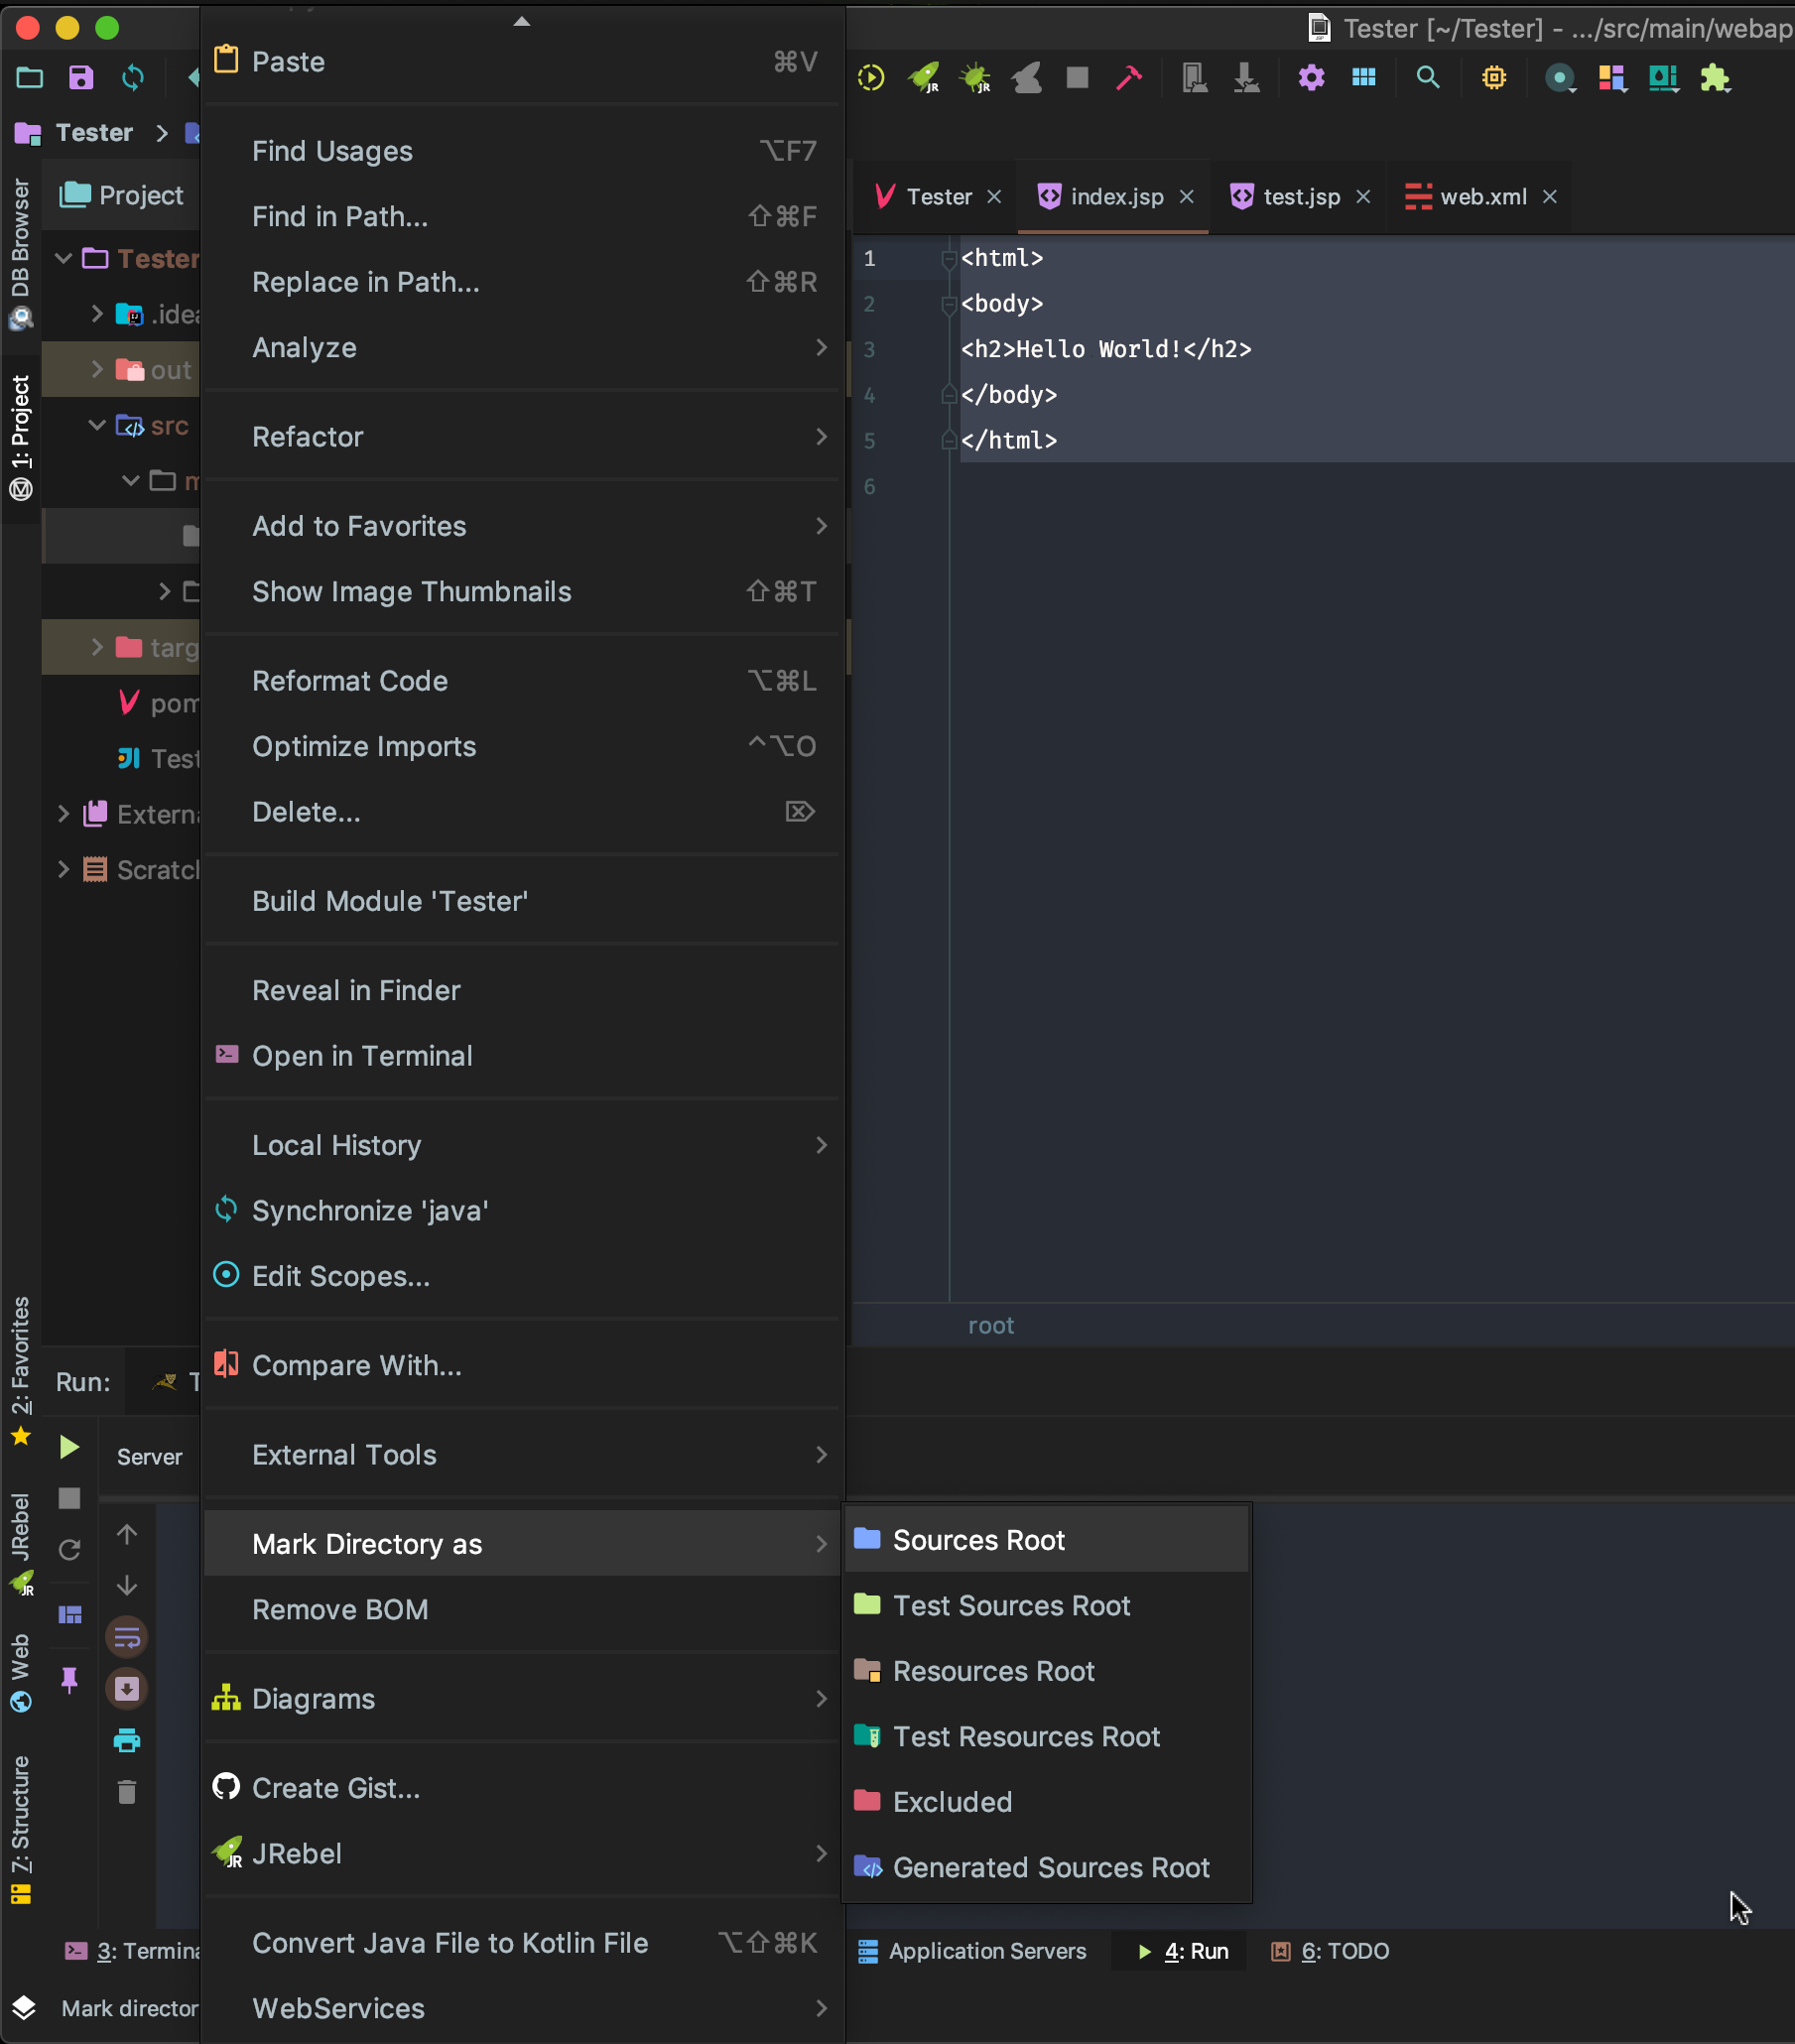 Tester [~/Tester] - .../src/main/webap
Tester
Project
Tester
.idea
out
src
m
targ
pom
Test
Externa
Scratch
DB Browser
1: Project
2: Favorites
JRebel
Web
7: Structure
Paste ⌘V
Find Usages ⌥F7
Find in Path... ⇧⌘F
Replace in Path... ⇧⌘R
Analyze
Refactor
Add to Favorites
Show Image Thumbnails ⇧⌘T
Reformat Code ⌥⌘L
Optimize Imports ^⌥O
Delete... ⌦
Build Module 'Tester'
Reveal in Finder
Open in Terminal
Local History
Synchronize 'java'
Edit Scopes...
Compare With...
External Tools
Mark Directory as
Remove BOM
Diagrams
Create Gist...
JRebel
Convert Java File to Kotlin File ⌥⇧⌘K
WebServices
Sources Root
Test Sources Root
Resources Root
Test Resources Root
Excluded
Generated Sources Root
Tester
index.jsp
test.jsp
web.xml
1 <html>
2 <body>
3 <h2>Hello World!</h2>
4 </body>
5 </html>
6
root
Run: T
Server
3: Termina
Application Servers
4: Run
6: TODO
Mark director